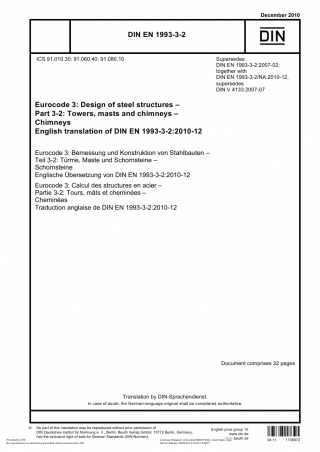 December 2010
DIN EN 1993-3-2
DIN
ICS 91.010.30; 91.060.40; 91.080.10
Supersedes
DIN EN 1993-3-2:2007-02;
together with
DIN EN 1993-3-2/NA:2010-12,
supersedes
DIN V 4133:2007-07
Eurocode 3: Design of steel structures –
Part 3-2: Towers, masts and chimneys –
Chimneys
English translation of DIN EN 1993-3-2:2010-12
Eurocode 3: Bemessung und Konstruktion von Stahlbauten –
Teil 3-2: Türme, Maste und Schornsteine –
Schornsteine
Englische Übersetzung von DIN EN 1993-3-2:2010-12
Eurocode 3: Calcul des structures en acier –
Partie 3-2: Tours, mâts et cheminées –
Cheminées
Traduction anglaise de DIN EN 1993-3-2:2010-12
Document comprises 32 pages
Translation by DIN-Sprachendienst.
In case of doubt, the German-language original shall be considered authoritative.
© No part of this translation may be reproduced without prior permission of
DIN Deutsches Institut für Normung e. V., Berlin. Beuth Verlag GmbH, 10772 Berlin, Germany,
has the exclusive right of sale for German Standards (DIN-Normen).
English price group 15
www.din.de
www.beuth.de